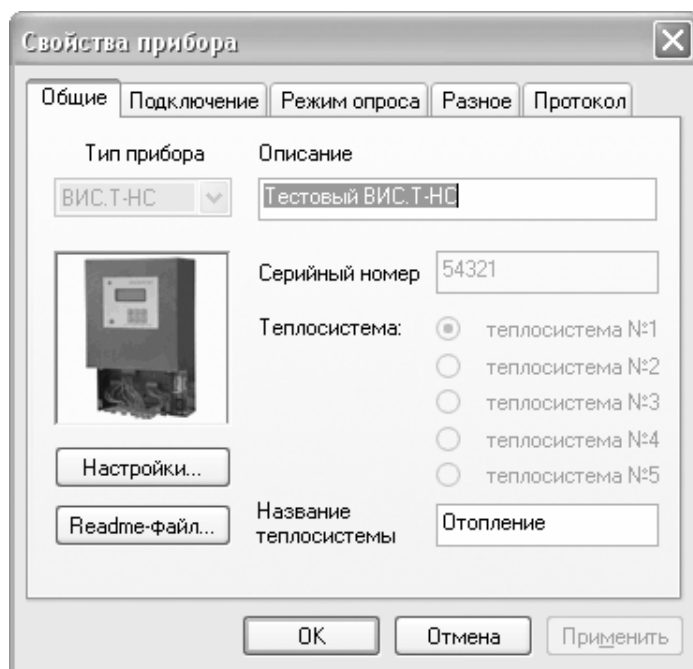 Свойства прибора
Общие Подключение Режим опроса Разное Протокол
Тип прибора Описание
ВИС.Т-НС Тестовый ВИС.Т-НС
Серийный номер 54321
Теплосистема: теплосистема №1
теплосистема №2
теплосистема №3
теплосистема №4
теплосистема №5
Настройки...
Readme-файл...
Название
теплосистемы
Отопление
OK Отмена Применить